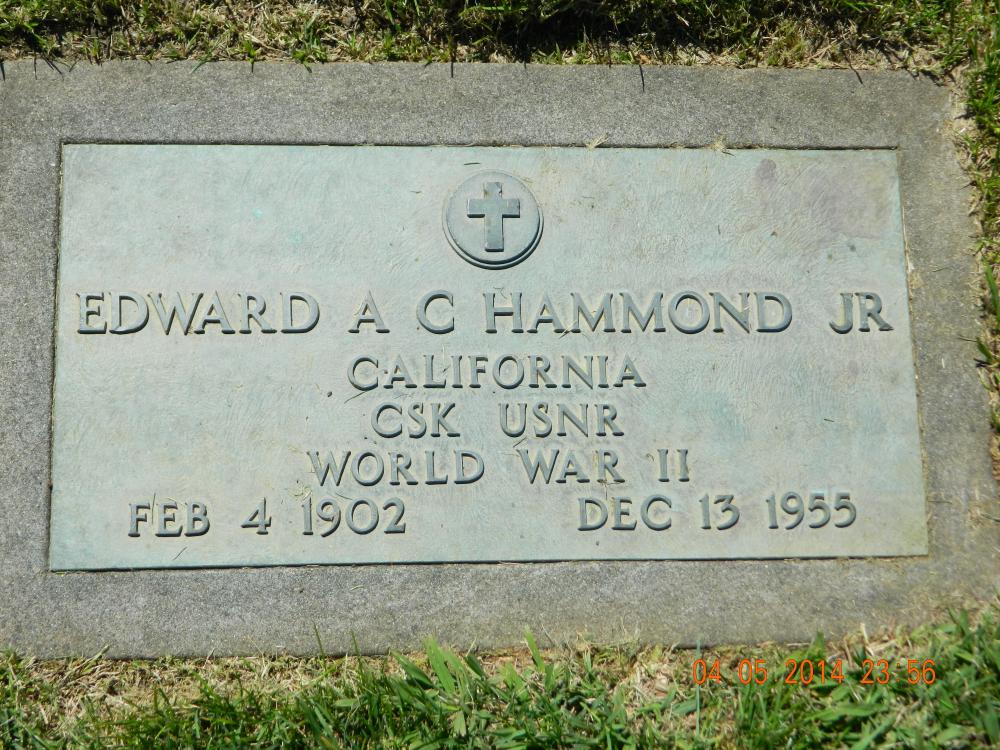 EDWARD A C HAMMOND JR
CALIFORNIA
CSK USNR
WORLD WAR II
FEB 4 1902 DEC 13 1955
04 05 2014 23 56